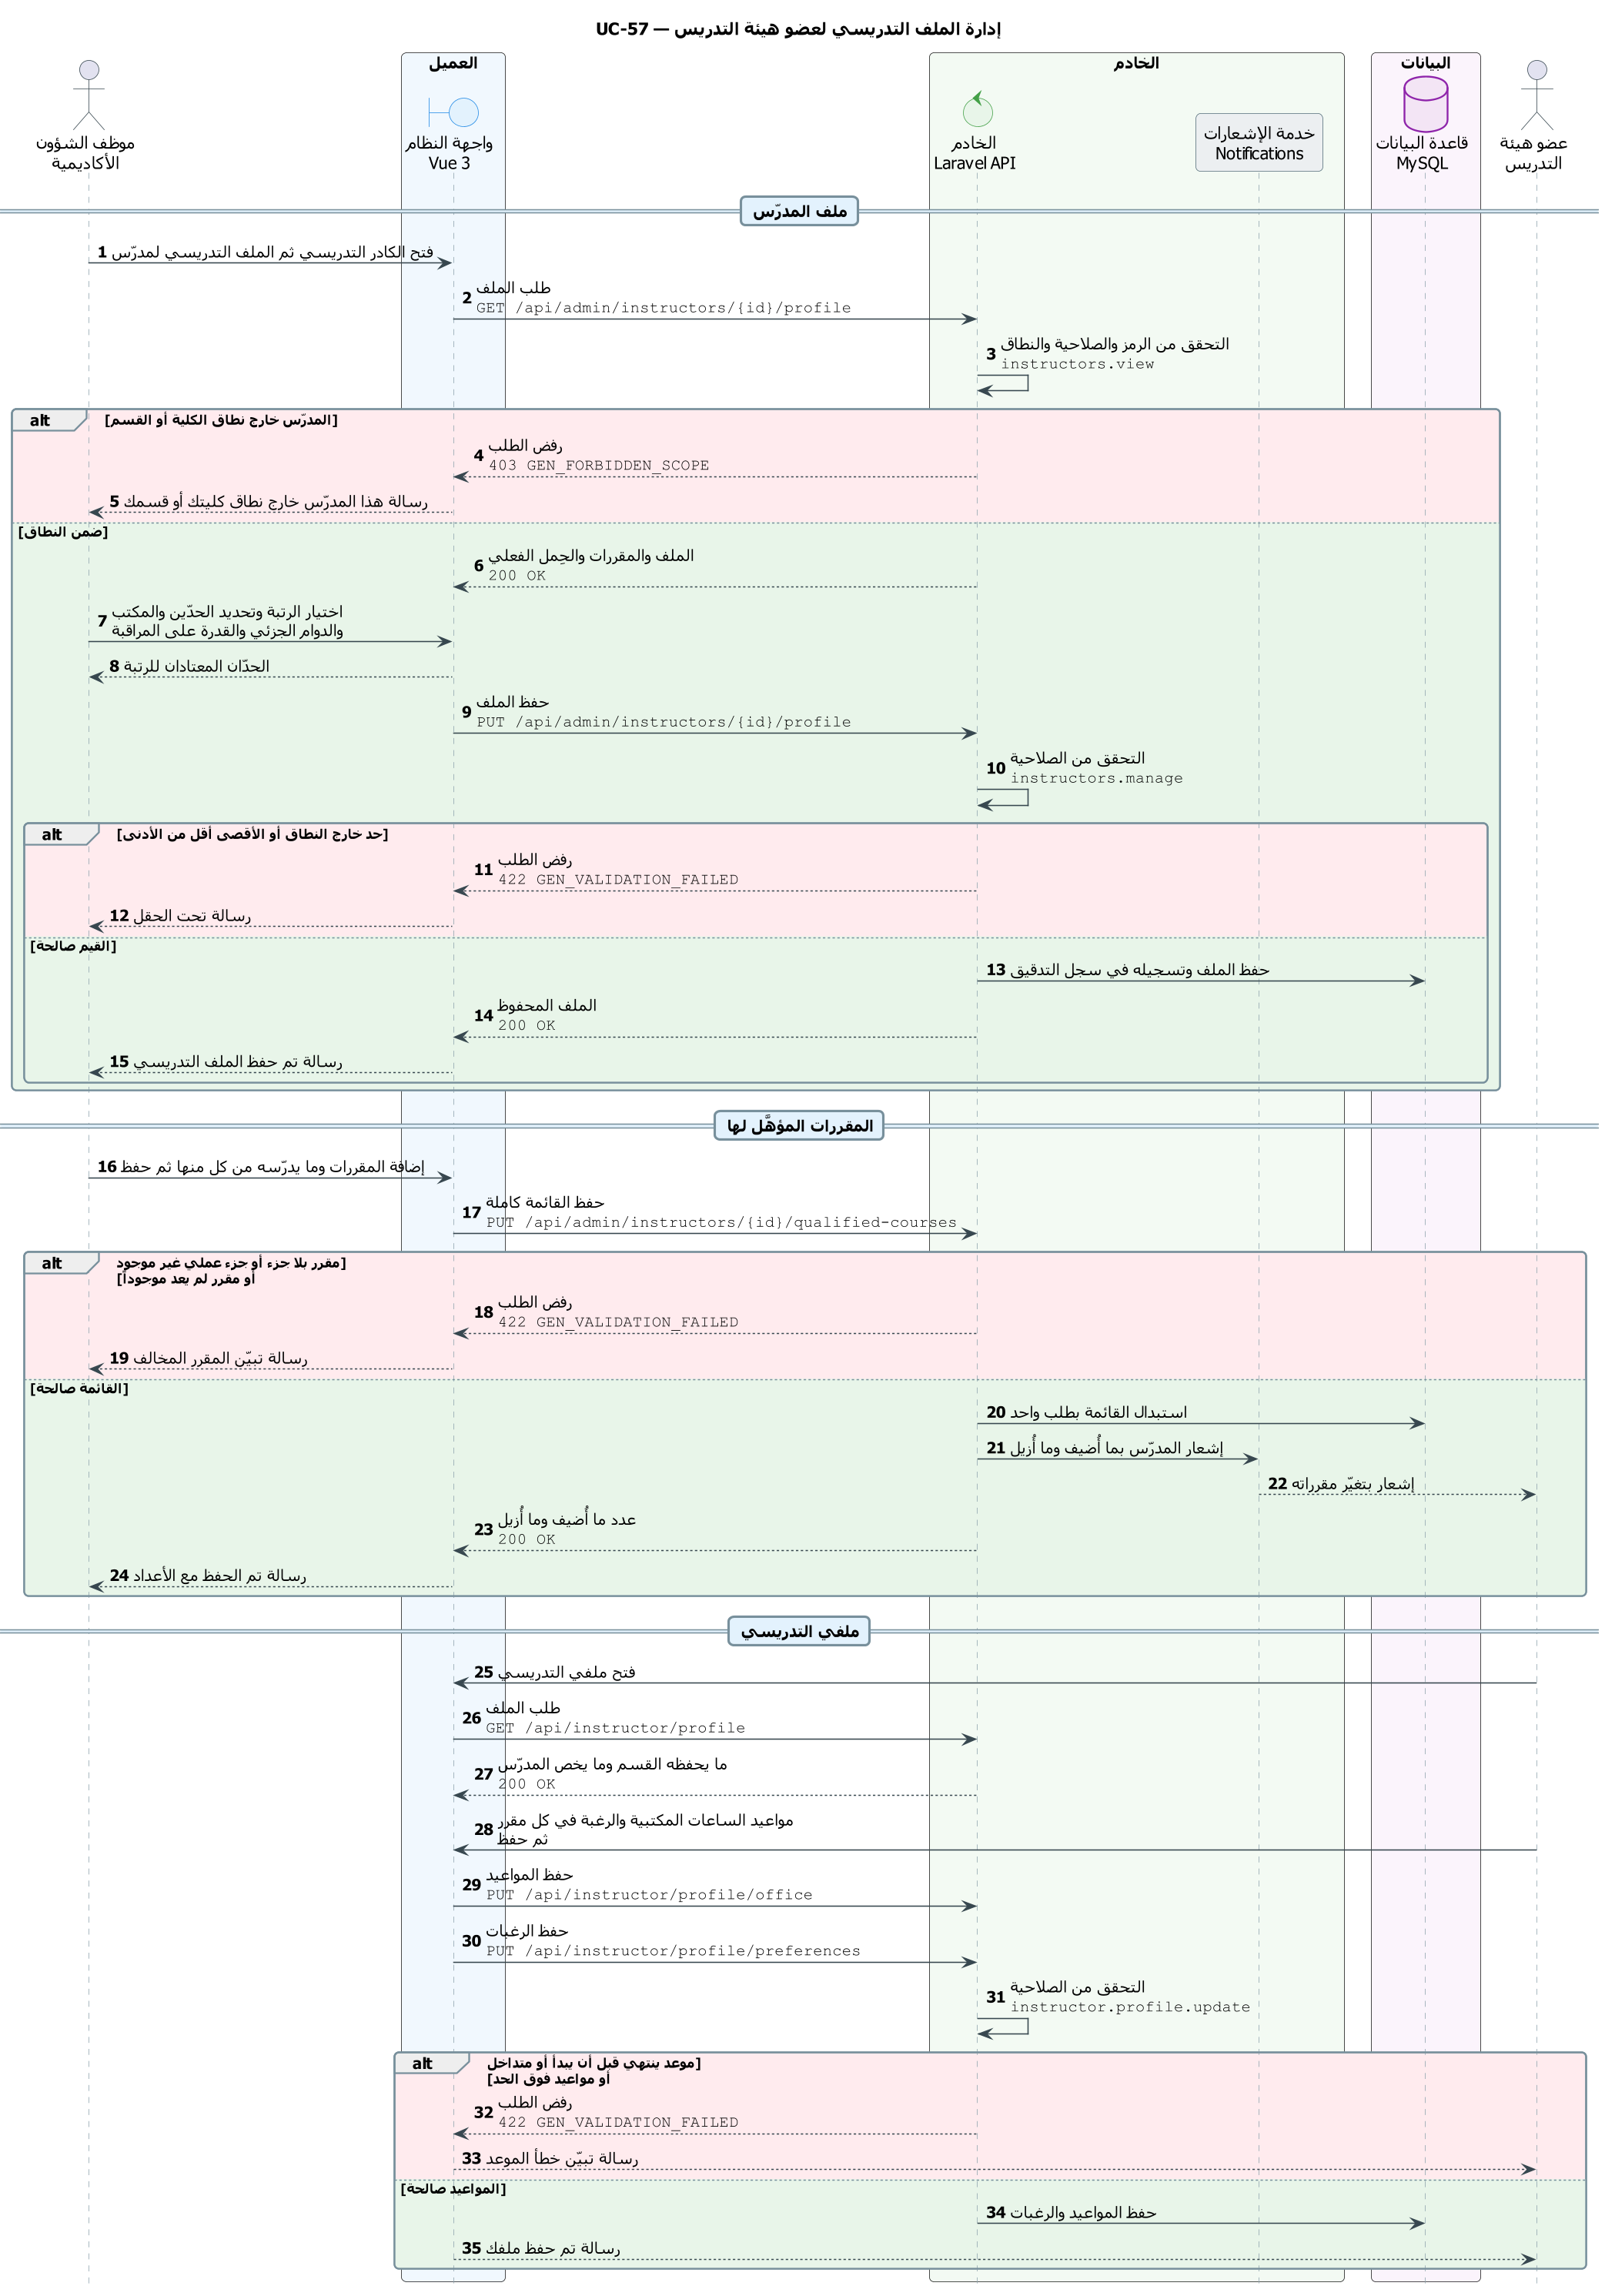 UC-57 — إدارة الملف التدريسي لعضو هيئة التدريس
العميل
الخادم
البيانات
موظف الشؤون
الأكاديمية
واجهة النظام
Vue 3
الخادم
Laravel API
خدمة الإشعارات
Notifications
قاعدة البيانات
MySQL
عضو هيئة
التدريس
ملف المدرّس
1 فتح الكادر التدريسي ثم الملف التدريسي لمدرّس
2 طلب الملف
GET /api/admin/instructors/{id}/profile
3 التحقق من الرمز والصلاحية والنطاق
instructors.view
alt [المدرّس خارج نطاق الكلية أو القسم]
4 رفض الطلب
403 GEN_FORBIDDEN_SCOPE
5 رسالة هذا المدرّس خارج نطاق كليتك أو قسمك
[ضمن النطاق]
6 الملف والمقررات والحِمل الفعلي
200 OK
7 اختيار الرتبة وتحديد الحدّين والمكتب
والدوام الجزئي والقدرة على المراقبة
8 الحدّان المعتادان للرتبة
9 حفظ الملف
PUT /api/admin/instructors/{id}/profile
10 التحقق من الصلاحية
instructors.manage
alt [حد خارج النطاق أو الأقصى أقل من الأدنى]
11 رفض الطلب
422 GEN_VALIDATION_FAILED
12 رسالة تحت الحقل
[القيم صالحة]
13 حفظ الملف وتسجيله في سجل التدقيق
14 الملف المحفوظ
200 OK
15 رسالة تم حفظ الملف التدريسي
المقررات المؤهَّل لها
16 إضافة المقررات وما يدرّسه من كل منها ثم حفظ
17 حفظ القائمة كاملة
PUT /api/admin/instructors/{id}/qualified-courses
alt [مقرر بلا جزء أو جزء عملي غير موجود
أو مقرر لم يعد موجوداً]
18 رفض الطلب
422 GEN_VALIDATION_FAILED
19 رسالة تبيّن المقرر المخالف
[القائمة صالحة]
20 استبدال القائمة بطلب واحد
21 إشعار المدرّس بما أُضيف وما أُزيل
22 إشعار بتغيّر مقرراته
23 عدد ما أُضيف وما أُزيل
200 OK
24 رسالة تم الحفظ مع الأعداد
ملفي التدريسي
25 فتح ملفي التدريسي
26 طلب الملف
GET /api/instructor/profile
27 ما يحفظه القسم وما يخص المدرّس
200 OK
28 مواعيد الساعات المكتبية والرغبة في كل مقرر
ثم حفظ
29 حفظ المواعيد
PUT /api/instructor/profile/office
30 حفظ الرغبات
PUT /api/instructor/profile/preferences
31 التحقق من الصلاحية
instructor.profile.update
alt [موعد ينتهي قبل أن يبدأ أو متداخل
أو مواعيد فوق الحد]
32 رفض الطلب
422 GEN_VALIDATION_FAILED
33 رسالة تبيّن خطأ الموعد
[المواعيد صالحة]
34 حفظ المواعيد والرغبات
35 رسالة تم حفظ ملفك